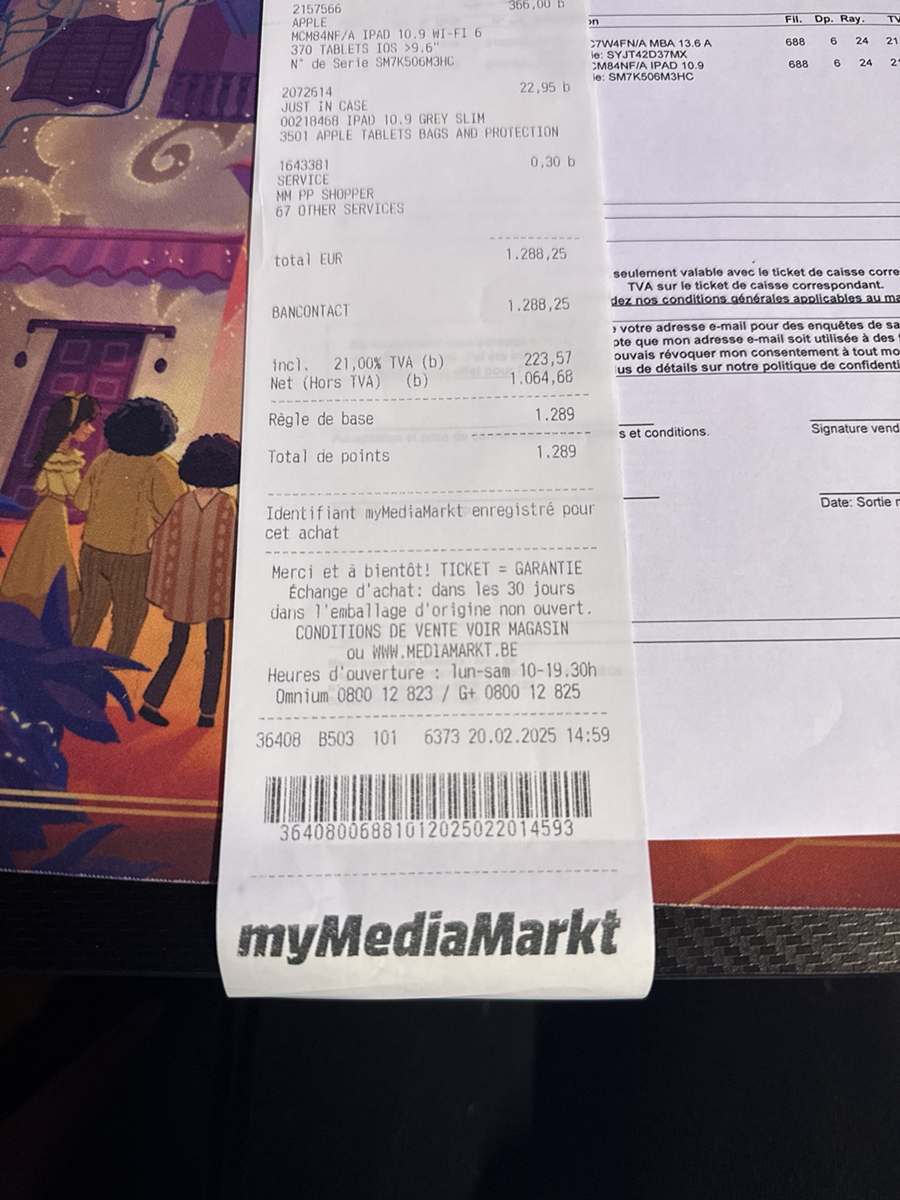 2157566 366,00 b
APPLE
MCM84NF/A IPAD 10.9 WI-FI 6
370 TABLETS IOS >9.6"
N° de Serie SM7K506M3HC
2072614 22,95 b
JUST IN CASE
00218468 IPAD 10.9 GREY SLIM
3501 APPLE TABLETS BAGS AND PROTECTION
1643381 0,30 b
SERVICE
MM PP SHOPPER
67 OTHER SERVICES
total EUR 1.288,25
BANCONTACT 1.288,25
incl. 21,00% TVA (b) 223,57
Net (Hors TVA) (b) 1.064,68
Règle de base 1.289
Total de points 1.289
Identifiant myMediaMarkt enregistré pour
cet achat
Merci et à bientôt! TICKET = GARANTIE
Échange d'achat: dans les 30 jours
dans l'emballage d'origine non ouvert.
CONDITIONS DE VENTE VOIR MAGASIN
ou WWW.MEDIAMARKT.BE
Heures d'ouverture : lun-sam 10-19.30h
Omnium 0800 12 823 / G+ 0800 12 825
36408 B503 101 6373 20.02.2025 14:59
36408006881012025022014593
myMediaMarkt
on Fil. Dp. Ray. TV
C7W4FN/A MBA 13.6 A 688 6 24 21
ie: SYJT42D37MX
CM84NF/A IPAD 10.9 688 6 24 21
ie: SM7K506M3HC
seulement valable avec le ticket de caisse corre
TVA sur le ticket de caisse correspondant.
dez nos conditions générales applicables au ma
votre adresse e-mail pour des enquêtes de sa
pte que mon adresse e-mail soit utilisée à des
ouvais révoquer mon consentement à tout mo
lus de détails sur notre politique de confidenti
s et conditions. Signature vend
Date: Sortie